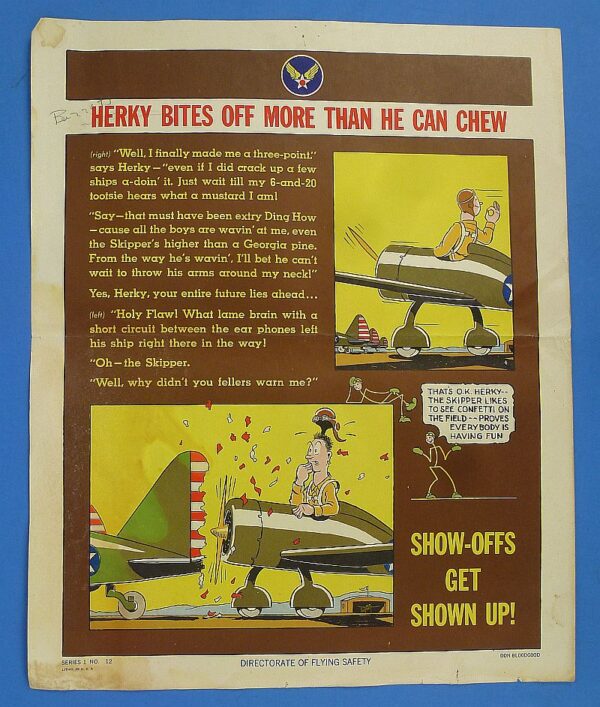 HERKY BITES OFF MORE THAN HE CAN CHEW
(right) "Well, I finally made me a three-point,"
says Herky—"even if I did crack up a few
ships a-doin' it. Just wait till my 6-and-20
tootsie hears what a mustard I am!
"Say—that must have been extry Ding How
—cause all the boys are wavin' at me, even
the Skipper's higher than a Georgia pine.
From the way he's wavin', I'll bet he can't
wait to throw his arms around my neck!"
Yes, Herky, your entire future lies ahead...
(left) "Holy Flaw! What lame brain with a
short circuit between the ear phones left
his ship right there in the way!
"Oh—the Skipper.
"Well, why didn't you fellers warn me?"
THATS O.K. HERKY--
THE SKIPPER LIKES
TO SEE CONFETTI ON
THE FIELD -- PROVES
EVERYBODY IS
HAVING FUN
SHOW-OFFS
GET
SHOWN UP!
SERIES 1 NO. 12
DIRECTORATE OF FLYING SAFETY
DON BLOODGOOD